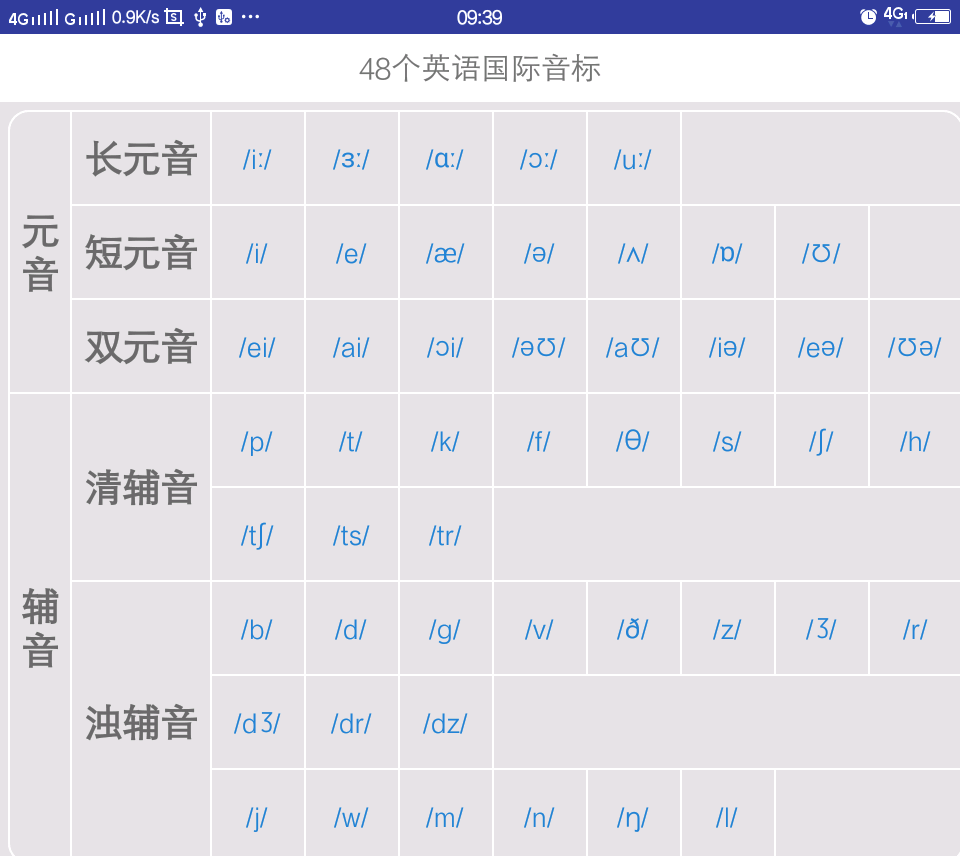 4G G 0.9K/s S ··· 09:39 4G
48个英语国际音标
元音
长元音 /iː/ /ɜː/ /ɑː/ /ɔː/ /uː/
短元音 /i/ /e/ /æ/ /ə/ /ʌ/ /ɒ/ /Ʊ/
双元音 /ei/ /ai/ /ɔi/ /əƱ/ /aƱ/ /iə/ /eə/ /Ʊə/
辅音
清辅音 /p/ /t/ /k/ /f/ /θ/ /s/ /ʃ/ /h/
/tʃ/ /ts/ /tr/
浊辅音 /b/ /d/ /g/ /v/ /ð/ /z/ /Ʒ/ /r/
/dƷ/ /dr/ /dz/
/j/ /w/ /m/ /n/ /ŋ/ /l/